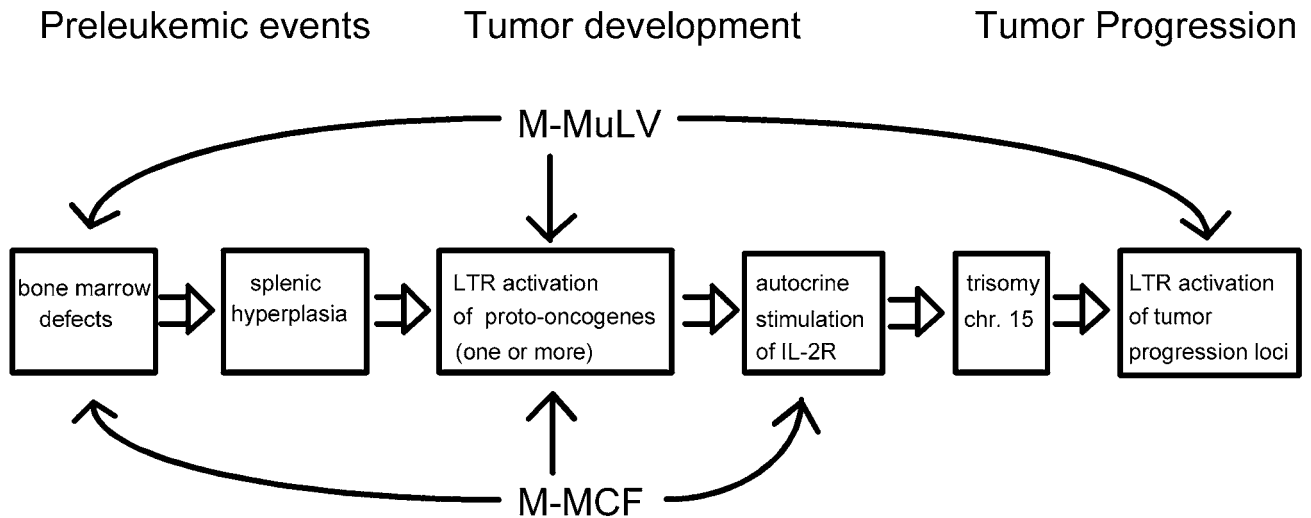 Preleukemic events
Tumor development
Tumor Progression
M-MuLV
bone marrow
defects
splenic
hyperplasia
LTR activation
of proto-oncogenes
(one or more)
autocrine
stimulation
of IL-2R
trisomy
chr. 15
LTR activation
of tumor
progression loci
M-MCF